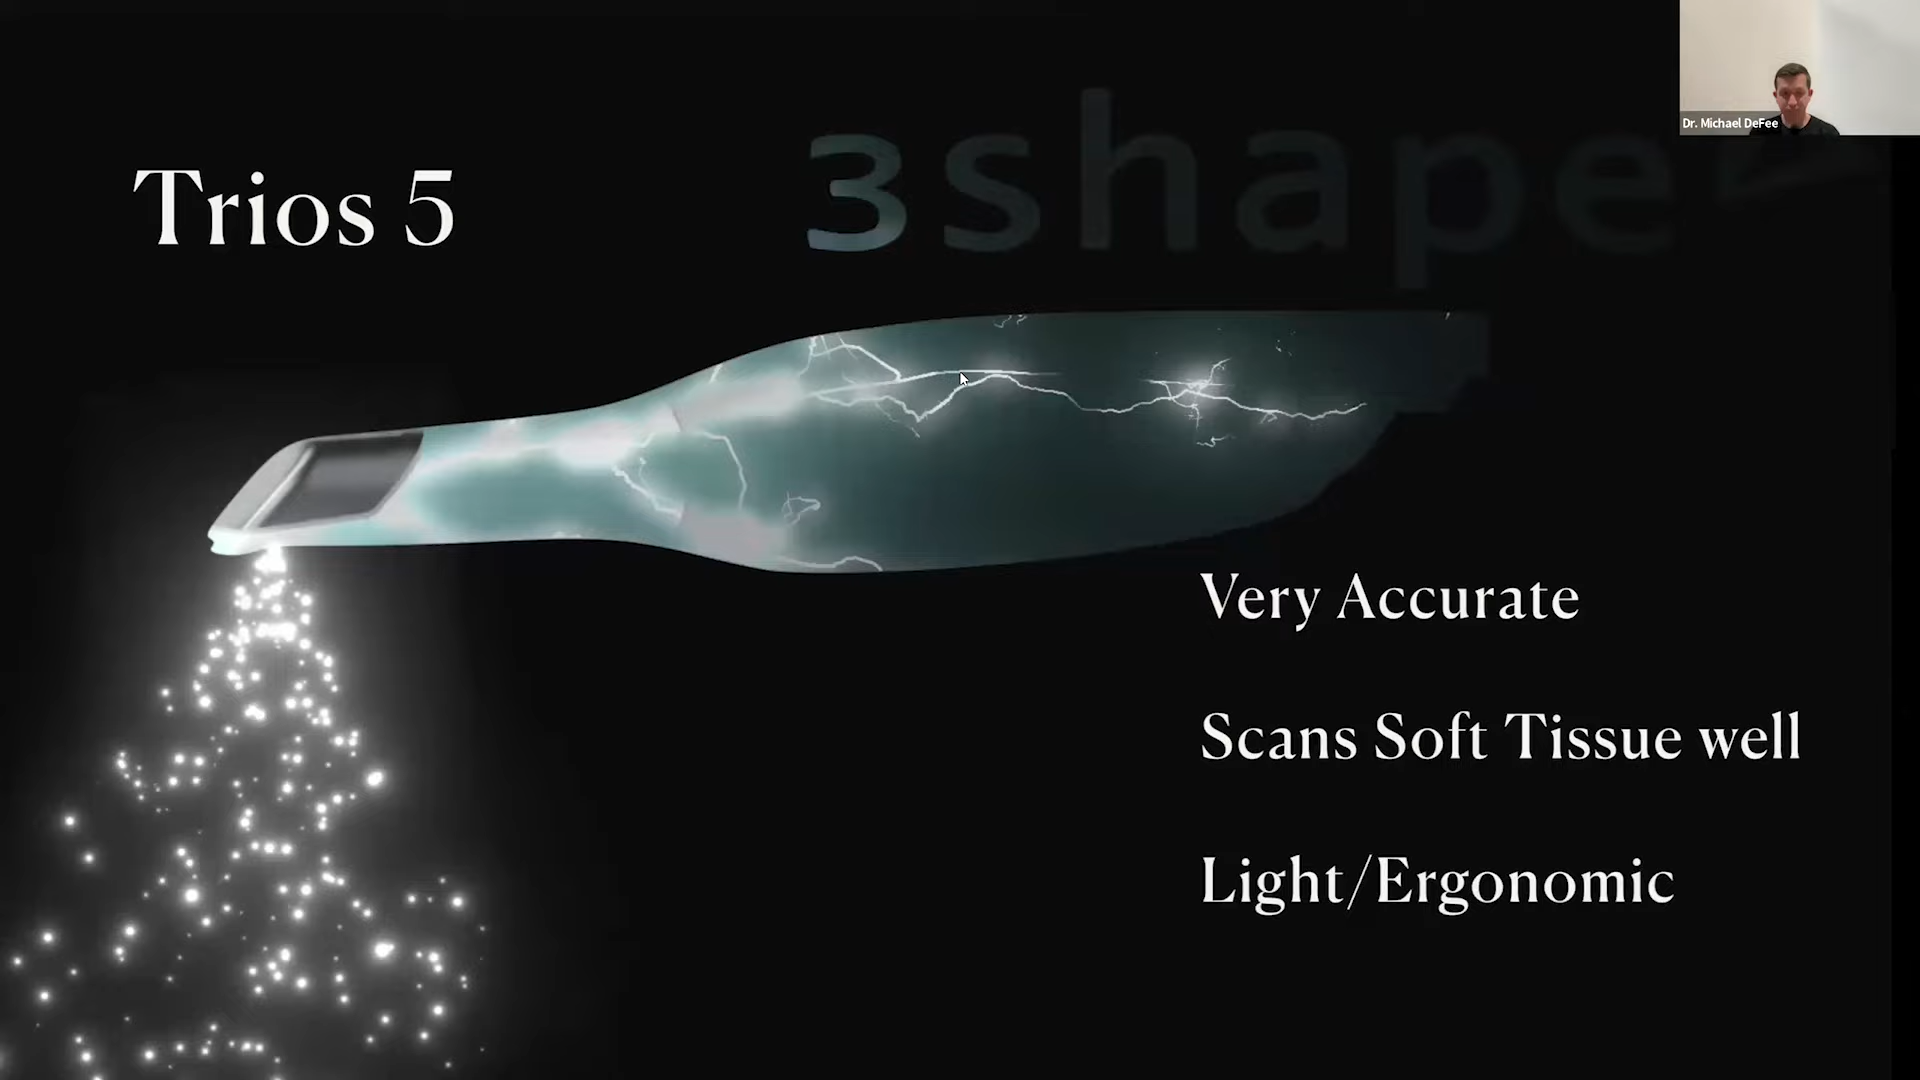 Dr. Michael DeFee
3shape
Trios 5
Very Accurate
Scans Soft Tissue well
Light/Ergonomic